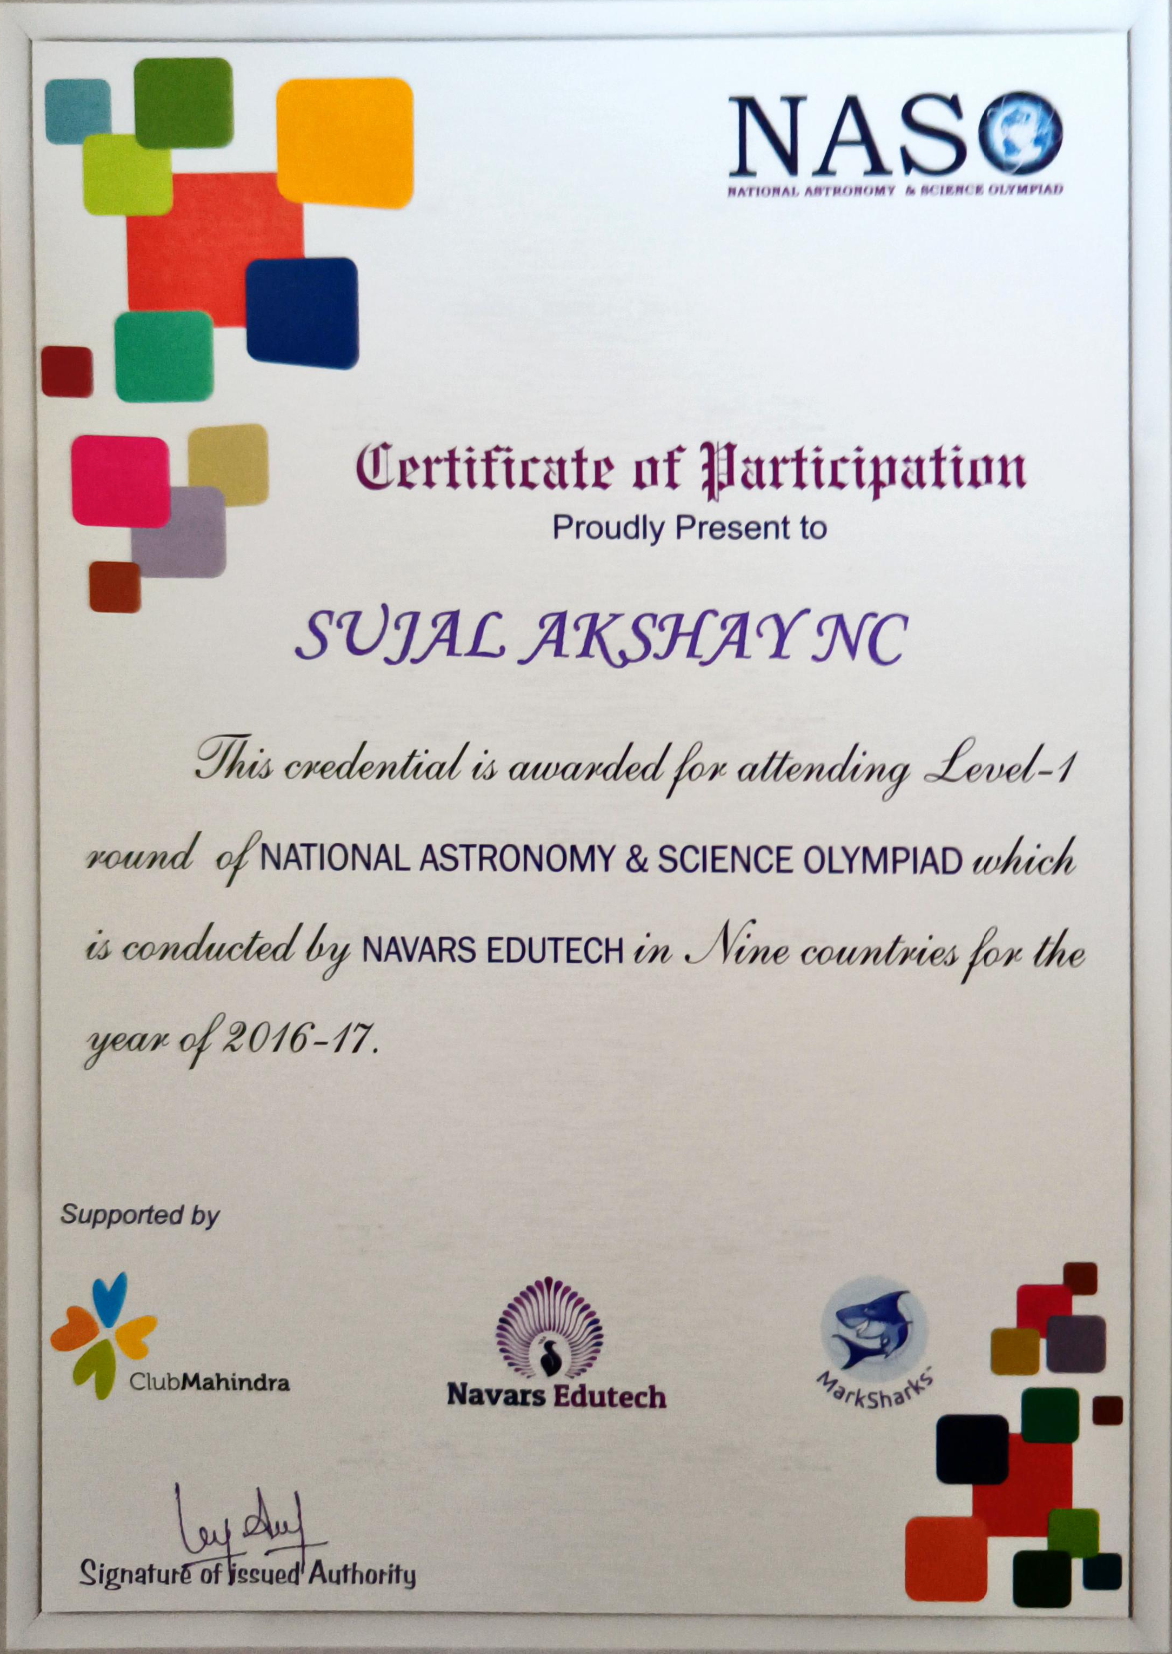 NASO
NATIONAL ASTRONOMY & SCIENCE OLYMPIAD
Certificate of Participation
Proudly Present to
SUJAL AKSHAY NC
This credential is awarded for attending Level-1
round of NATIONAL ASTRONOMY & SCIENCE OLYMPIAD which
is conducted by NAVARS EDUTECH in Nine countries for the
year of 2016-17.
Supported by
ClubMahindra
Navars Edutech
MarkSharks
Signature of issued Authority